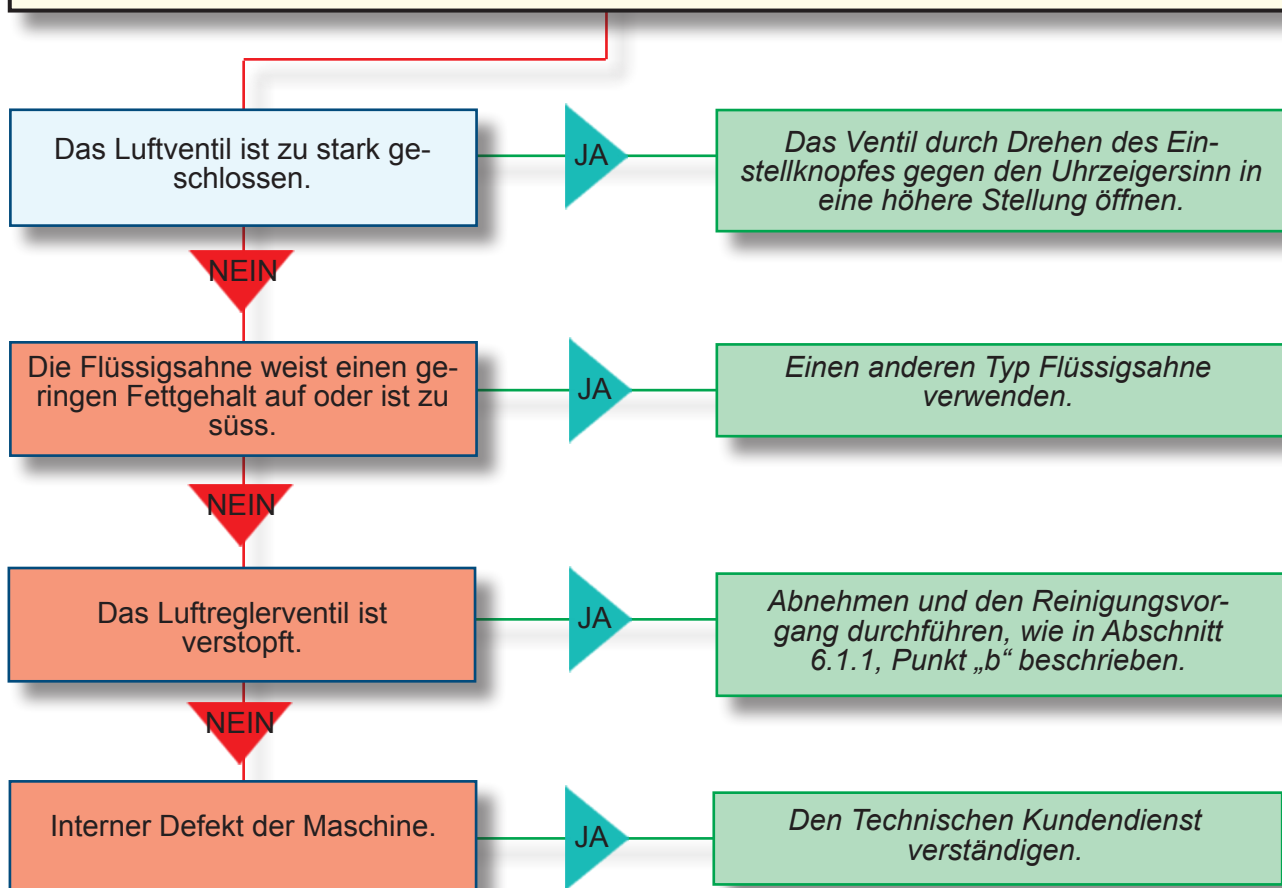 Das Luftventil ist zu stark ge-
schlossen.
JA
Das Ventil durch Drehen des Ein-
stellknopfes gegen den Uhrzeigersinn in
eine höhere Stellung öffnen.
NEIN
Die Flüssigsahne weist einen ge-
ringen Fettgehalt auf oder ist zu
süss.
JA
Einen anderen Typ Flüssigsahne
verwenden.
NEIN
Das Luftreglerventil ist
verstopft.
JA
Abnehmen und den Reinigungsvor-
gang durchführen, wie in Abschnitt
6.1.1, Punkt „b“ beschrieben.
NEIN
Interner Defekt der Maschine.
JA
Den Technischen Kundendienst
verständigen.